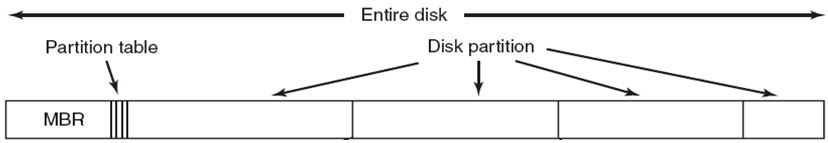 Entire disk
Partition table
Disk partition
MBR